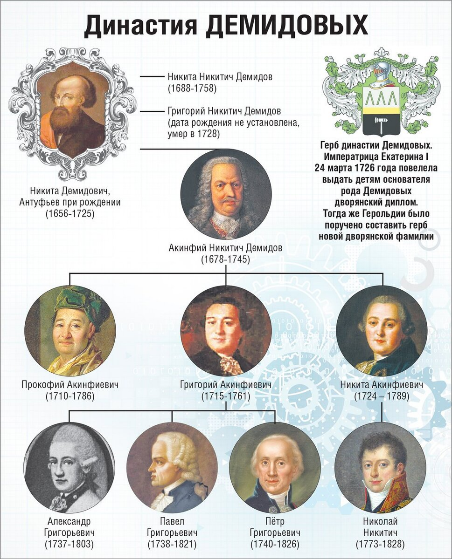 Династия ДЕМИДОВЫХ
Никита Никитич Демидов
(1688-1758)
Григорий Никитич Демидов
(дата рождения не установлена,
умер в 1728)
Никита Демидович,
Антуфьев при рождении
(1656-1725)
Герб династии Демидовых.
Императрица Екатерина I
24 марта 1726 года повелела
выдать детям основателя
рода Демидовых
дворянский диплом.
Тогда же Герольдии было
поручено составить герб
новой дворянской фамилии
Акинфий Никитич Демидов
(1678-1745)
Прокофий Акинфиевич
(1710-1786)
Григорий Акинфиевич
(1715-1761)
Никита Акинфиевич
(1724 – 1789)
Александр
Григорьевич
(1737-1803)
Павел
Григорьевич
(1738-1821)
Пётр
Григорьевич
(1740-1826)
Николай
Никитич
(1773-1828)